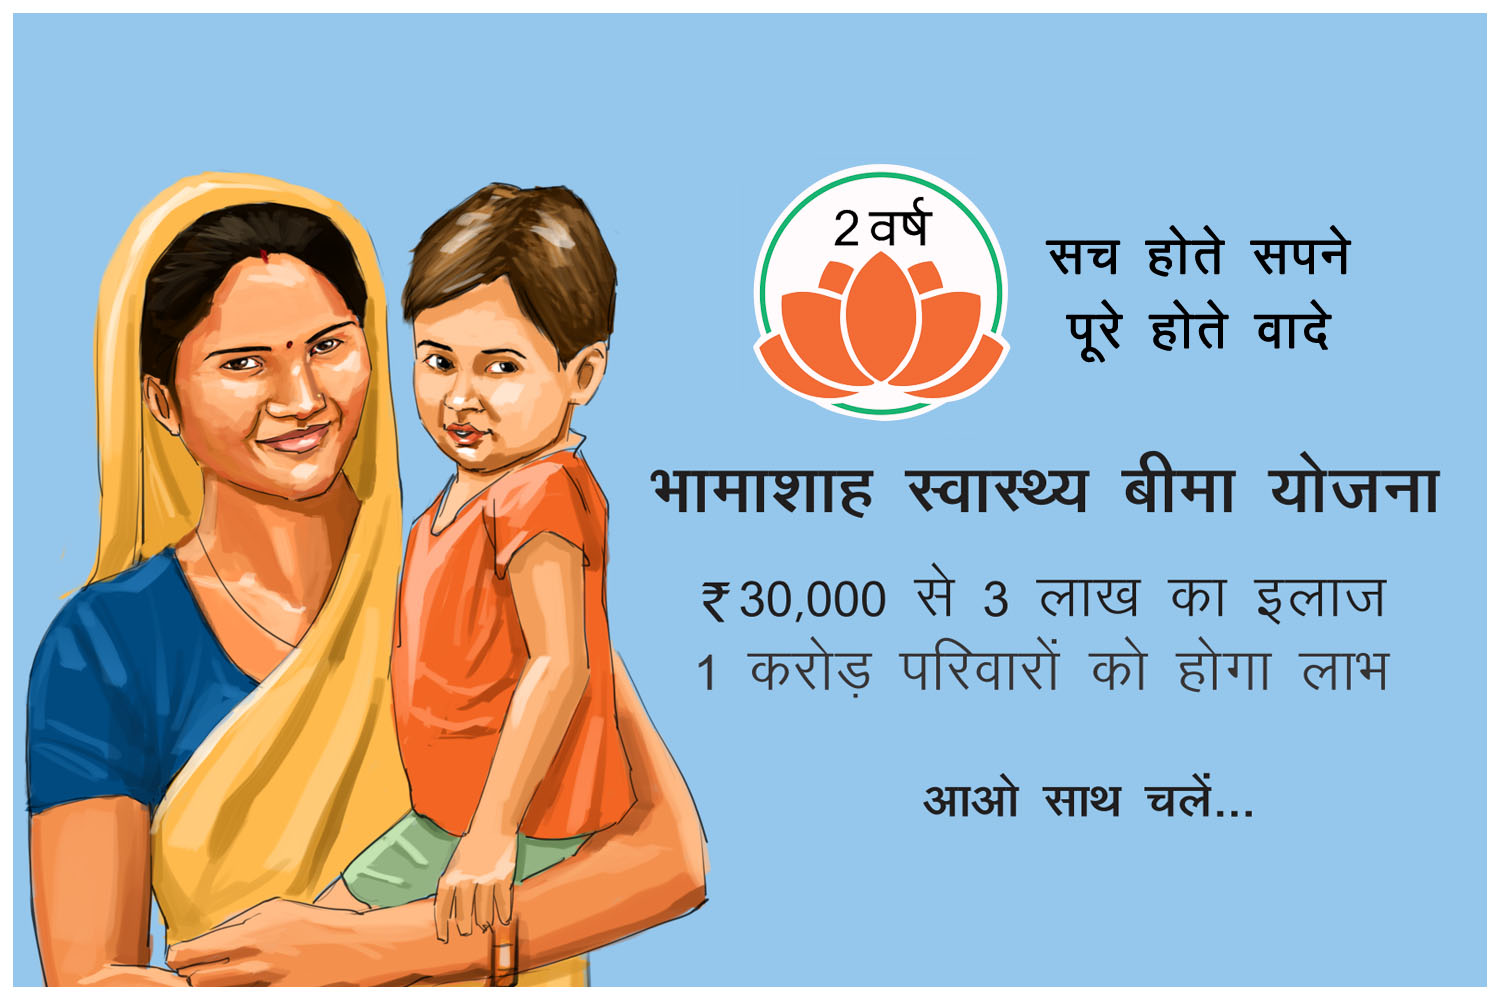 2 वर्ष
सच होते सपने
पूरे होते वादे
भामाशाह स्वास्थ्य बीमा योजना
₹30,000 से 3 लाख का इलाज
1 करोड़ परिवारों को होगा लाभ
आओ साथ चलें...